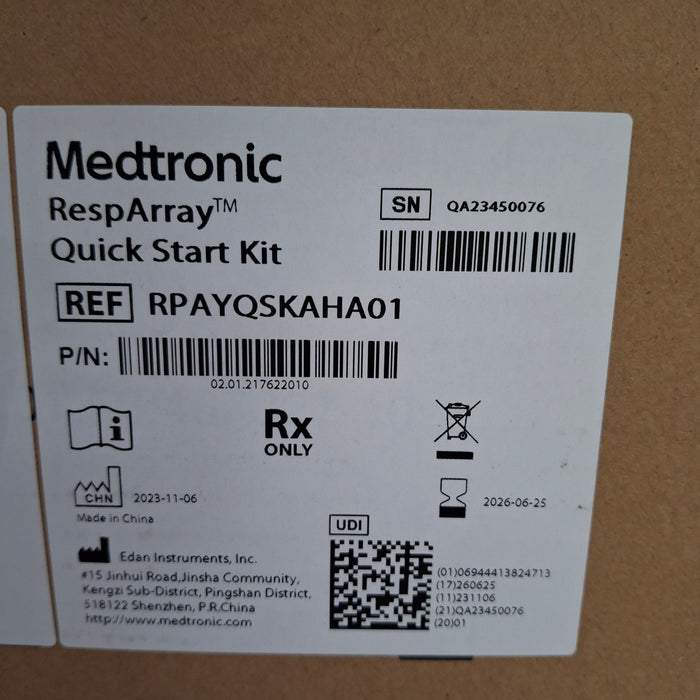 Medtronic
RespArray™
Quick Start Kit
SN QA23450076
REF RPAYQSKAHA01
P/N:
02.01.217622010
Rx
ONLY
CHN 2023-11-06
Made in China
2026-06-25
UDI
Edan Instruments, Inc.
#15 Jinhui Road,Jinsha Community,
Kengzi Sub-District, Pingshan District,
518122 Shenzhen, P.R.China
http://www.medtronic.com
(01)06944413824713
(17)260625
(11)231106
(21)QA23450076
(20)01